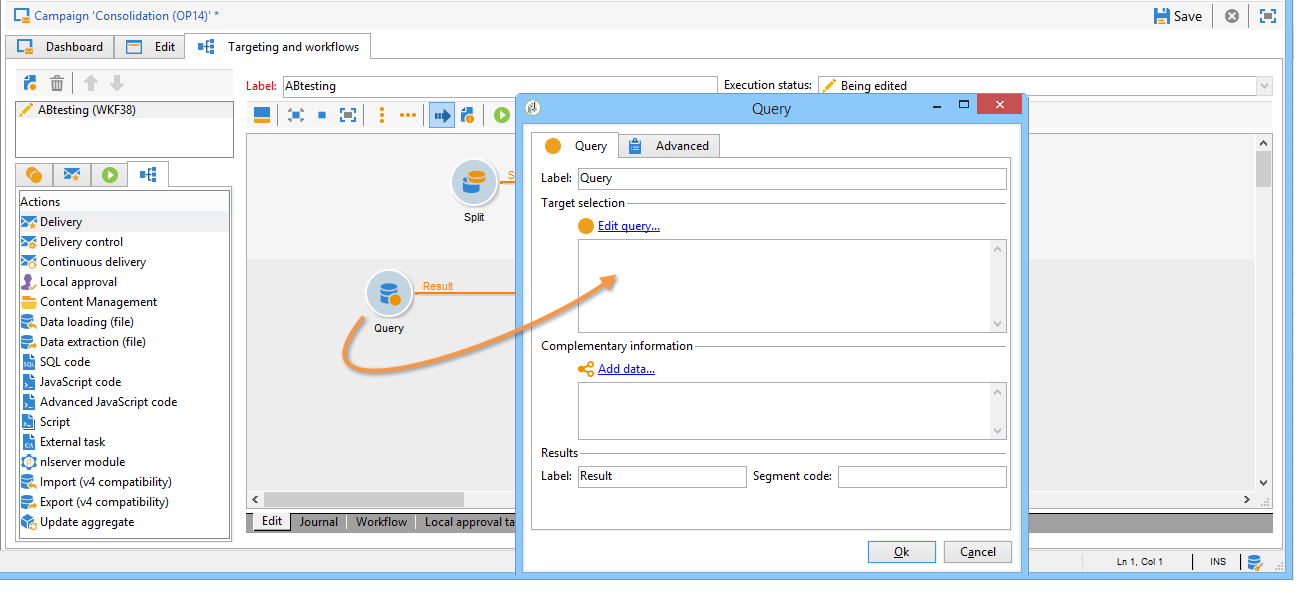 Campaign 'Consolidation (OP14)' *
Save
Dashboard
Edit
Targeting and workflows
Label: ABtesting
Execution status: Being edited
ABtesting (WKF38)
Actions
Delivery
Delivery control
Continuous delivery
Local approval
Content Management
Data loading (file)
Data extraction (file)
SQL code
JavaScript code
Advanced JavaScript code
Script
External task
nlserver module
Import (v4 compatibility)
Export (v4 compatibility)
Update aggregate
Split
Result
Query
Edit
Journal
Workflow
Local approval ta
Query
Query
Advanced
Label: Query
Target selection
Edit query...
Complementary information
Add data...
Results
Label: Result
Segment code:
Ok
Cancel
Ln 1, Col 1
INS